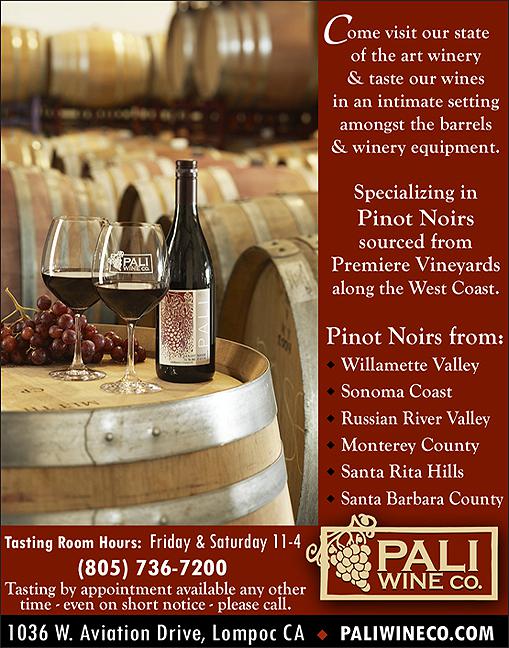 Come visit our state
of the art winery
& taste our wines
in an intimate setting
amongst the barrels
& winery equipment.
Specializing in
Pinot Noirs
sourced from
Premiere Vineyards
along the West Coast.
Pinot Noirs from:
◆ Willamette Valley
◆ Sonoma Coast
◆ Russian River Valley
◆ Monterey County
◆ Santa Rita Hills
◆ Santa Barbara County
PALI
WINE CO.
PALI
Tasting Room Hours: Friday & Saturday 11-4
(805) 736-7200
Tasting by appointment available any other
time - even on short notice - please call.
PALI
WINE CO.
1036 W. Aviation Drive, Lompoc CA ◆ PALIWINECO.COM